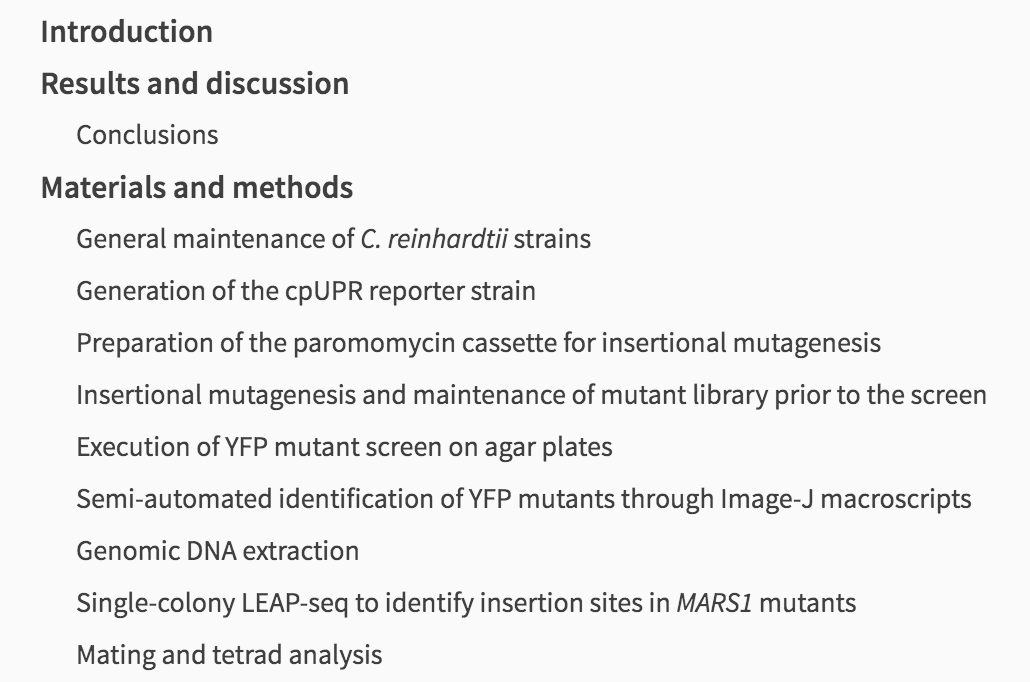 Introduction
Results and discussion
Conclusions
Materials and methods
General maintenance of C. reinhardtii strains
Generation of the cpUPR reporter strain
Preparation of the paromomycin cassette for insertional mutagenesis
Insertional mutagenesis and maintenance of mutant library prior to the screen
Execution of YFP mutant screen on agar plates
Semi-automated identification of YFP mutants through Image-J macroscripts
Genomic DNA extraction
Single-colony LEAP-seq to identify insertion sites in MARS1 mutants
Mating and tetrad analysis